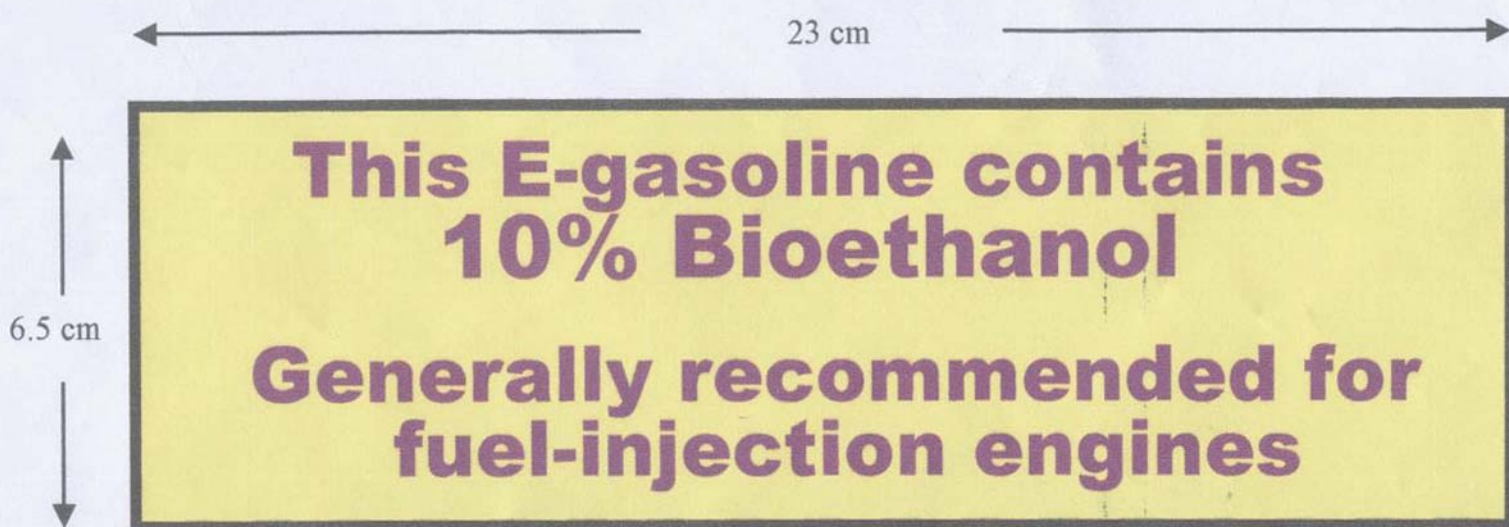 23 cm
This E-gasoline contains
10% Bioethanol
6.5 cm
Generally recommended for
fuel-injection engines